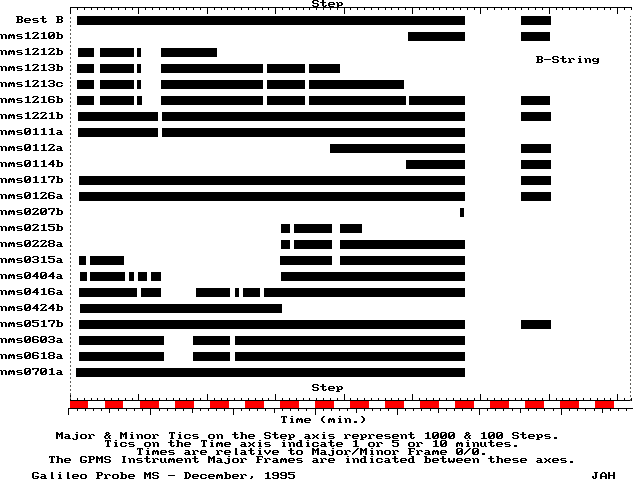 Step
Best B
nms1210b
nms1212b
B-String
nms1213b
nms1213c
nms1216b
nms1221b
nms0111a
nms0112a
nms0114b
nms0117b
nms0126a
nms0207b
nms0215b
nms0228a
nms0315a
nms0404a
nms0416a
nms0424b
nms0517b
nms0603a
nms0618a
nms0701a
Step
Time (min.)
Major & Minor Tics on the Step axis represent 1000 & 100 Steps.
Tics on the Time axis indicate 1 or 5 or 10 minutes.
Times are relative to Major/Minor Frame 0/0.
The GPMS Instrument Major Frames are indicated between these axes.
Galileo Probe MS - December, 1995 JAH